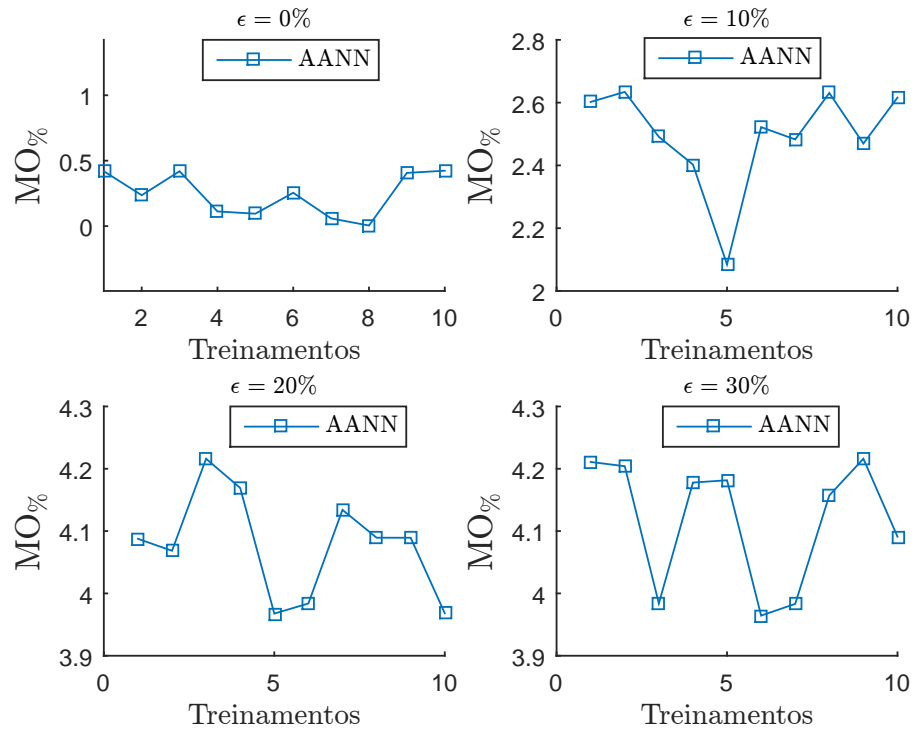 ϵ = 0%
AANN
1
0.5
0
MO%
2 4 6 8 10
Treinamentos
ϵ = 10%
AANN
2.8
2.6
2.4
2.2
2
MO%
0 5 10
Treinamentos
ϵ = 20%
AANN
4.3
4.2
4.1
4
3.9
MO%
0 5 10
Treinamentos
ϵ = 30%
AANN
4.3
4.2
4.1
4
3.9
MO%
0 5 10
Treinamentos